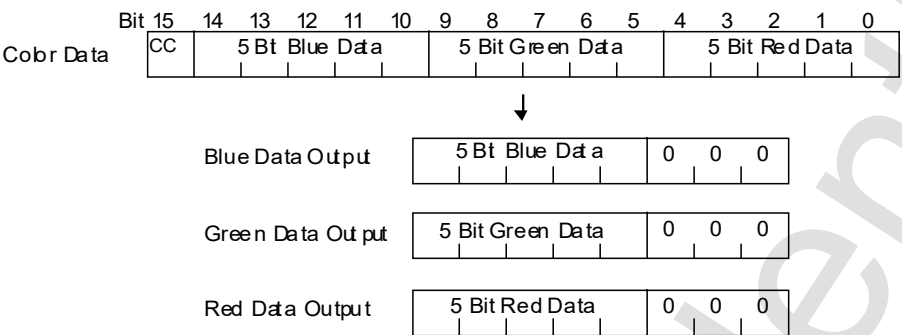 Bit 15 14 13 12 11 10 9 8 7 6 5 4 3 2 1 0
Color Data CC 5 Bit Blue Data 5 Bit Green Data 5 Bit Red Data
Blue Data Output 5 Bit Blue Data 0 0 0
Green Data Output 5 Bit Green Data 0 0 0
Red Data Output 5 Bit Red Data 0 0 0